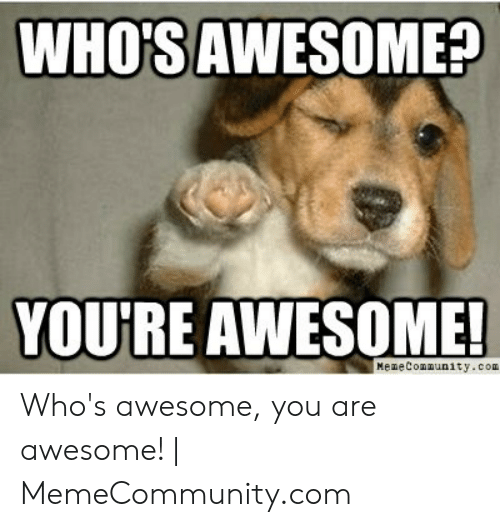 WHO'S AWESOME?
YOU'RE AWESOME!
MemeCommunity.com
Who's awesome, you are
awesome! |
MemeCommunity.com